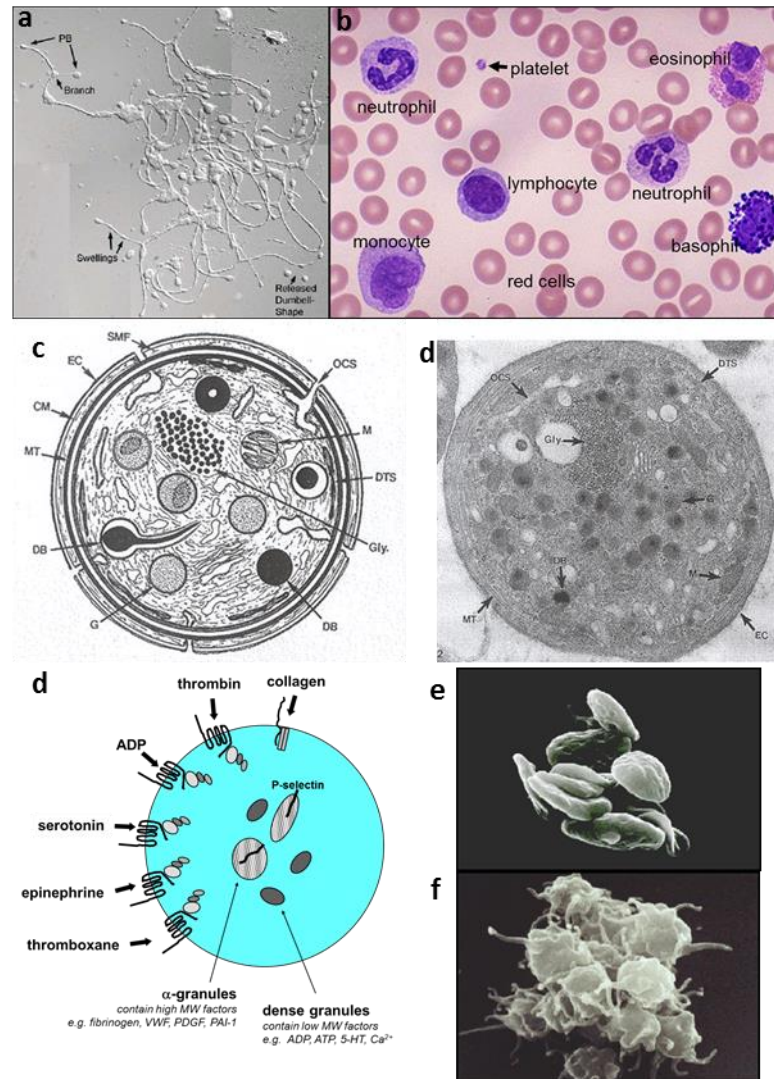 a
PB
Branch
Swellings
Released
Dumbell-
Shape
b
platelet
eosinophil
neutrophil
lymphocyte
neutrophil
monocyte
basophil
red cells
c
SMF
EC
CM
MT
OCS
M
DTS
DB
Gly.
G
DB
d
OCS
DTS
Gly
G
DB
M
MT
EC
2
d
thrombin
collagen
ADP
P-selectin
serotonin
epinephrine
thromboxane
α-granules
contain high MW factors
e.g. fibrinogen, VWF, PDGF, PAI-1
dense granules
contain low MW factors
e.g. ADP, ATP, 5-HT, Ca²⁺
e
f